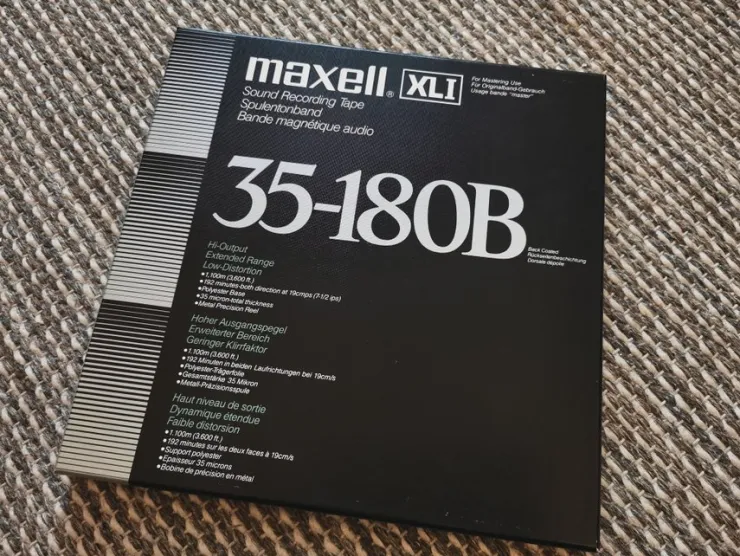 maxell® XLI
For Mastering Use
Für Originalband-Gebrauch
Usage bande "master"
Sound Recording Tape
Spulentonband
Bande magnétique audio
35-180B
Back Coated
Rückseitenbeschichtung
Dorsale dépolie
Hi-Output
Extended Range
Low-Distortion
•1,100m (3,600 ft.)
•192 minutes-both direction at 19cmps (7-1/2 ips)
•Polyester Base
•35 micron-total thickness
•Metal Precision Reel
Hoher Ausgangspegel
Erweiterter Bereich
Geringer Klirrfaktor
•1.100m (3.600 ft.)
•192 Minuten in beiden Laufrichtungen bei 19cm/s
•Polyester-Trägerfolie
•Gesamtstärke 35 Mikron
•Metall-Präzisionsspule
Haut niveau de sortie
Dynamique étendue
Faible distorsion
•1.100m (3.600 ft.)
•192 minutes sur les deux faces à 19cm/s
•Support polyester
•Epaisseur 35 microns
•Bobine de précision en métal